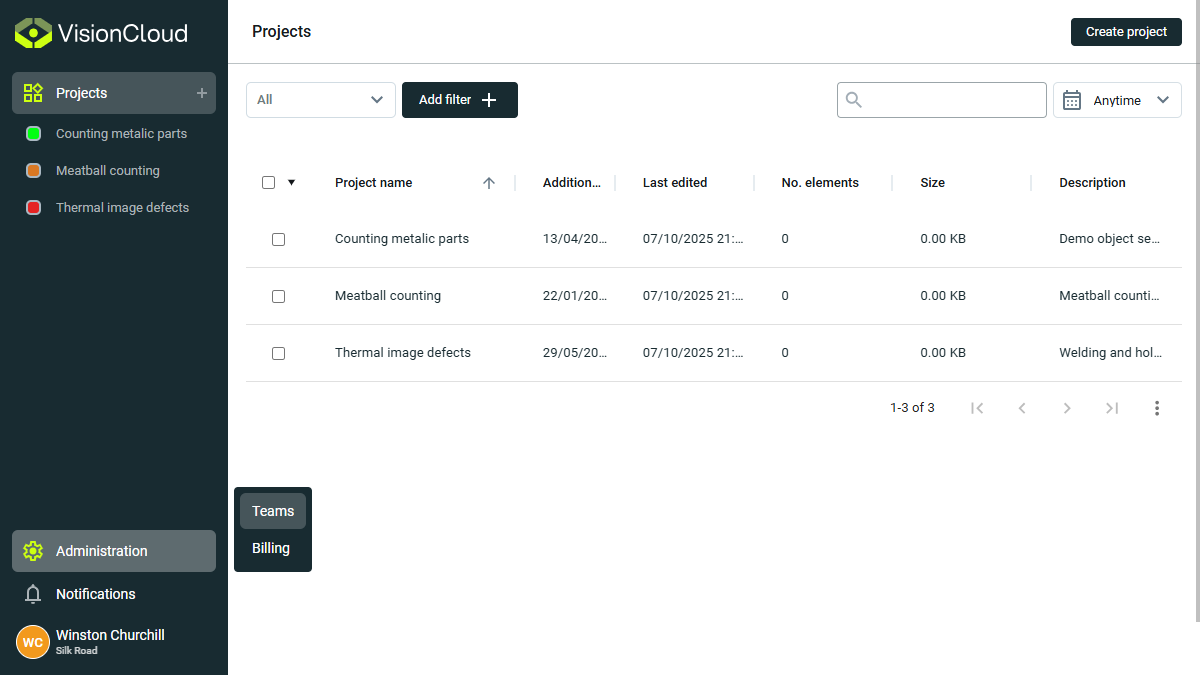 VisionCloud
Projects
Counting metalic parts
Meatball counting
Thermal image defects
Administration
Notifications
WC
Winston Churchill
Silk Road
Teams
Billing
Projects
Create project
All
Add filter
Anytime
Project name Addition... Last edited No. elements Size Description
Counting metalic parts 13/04/20... 07/10/2025 21:... 0 0.00 KB Demo object se...
Meatball counting 22/01/20... 07/10/2025 21:... 0 0.00 KB Meatball counti...
Thermal image defects 29/05/20... 07/10/2025 21:... 0 0.00 KB Welding and hol...
1-3 of 3